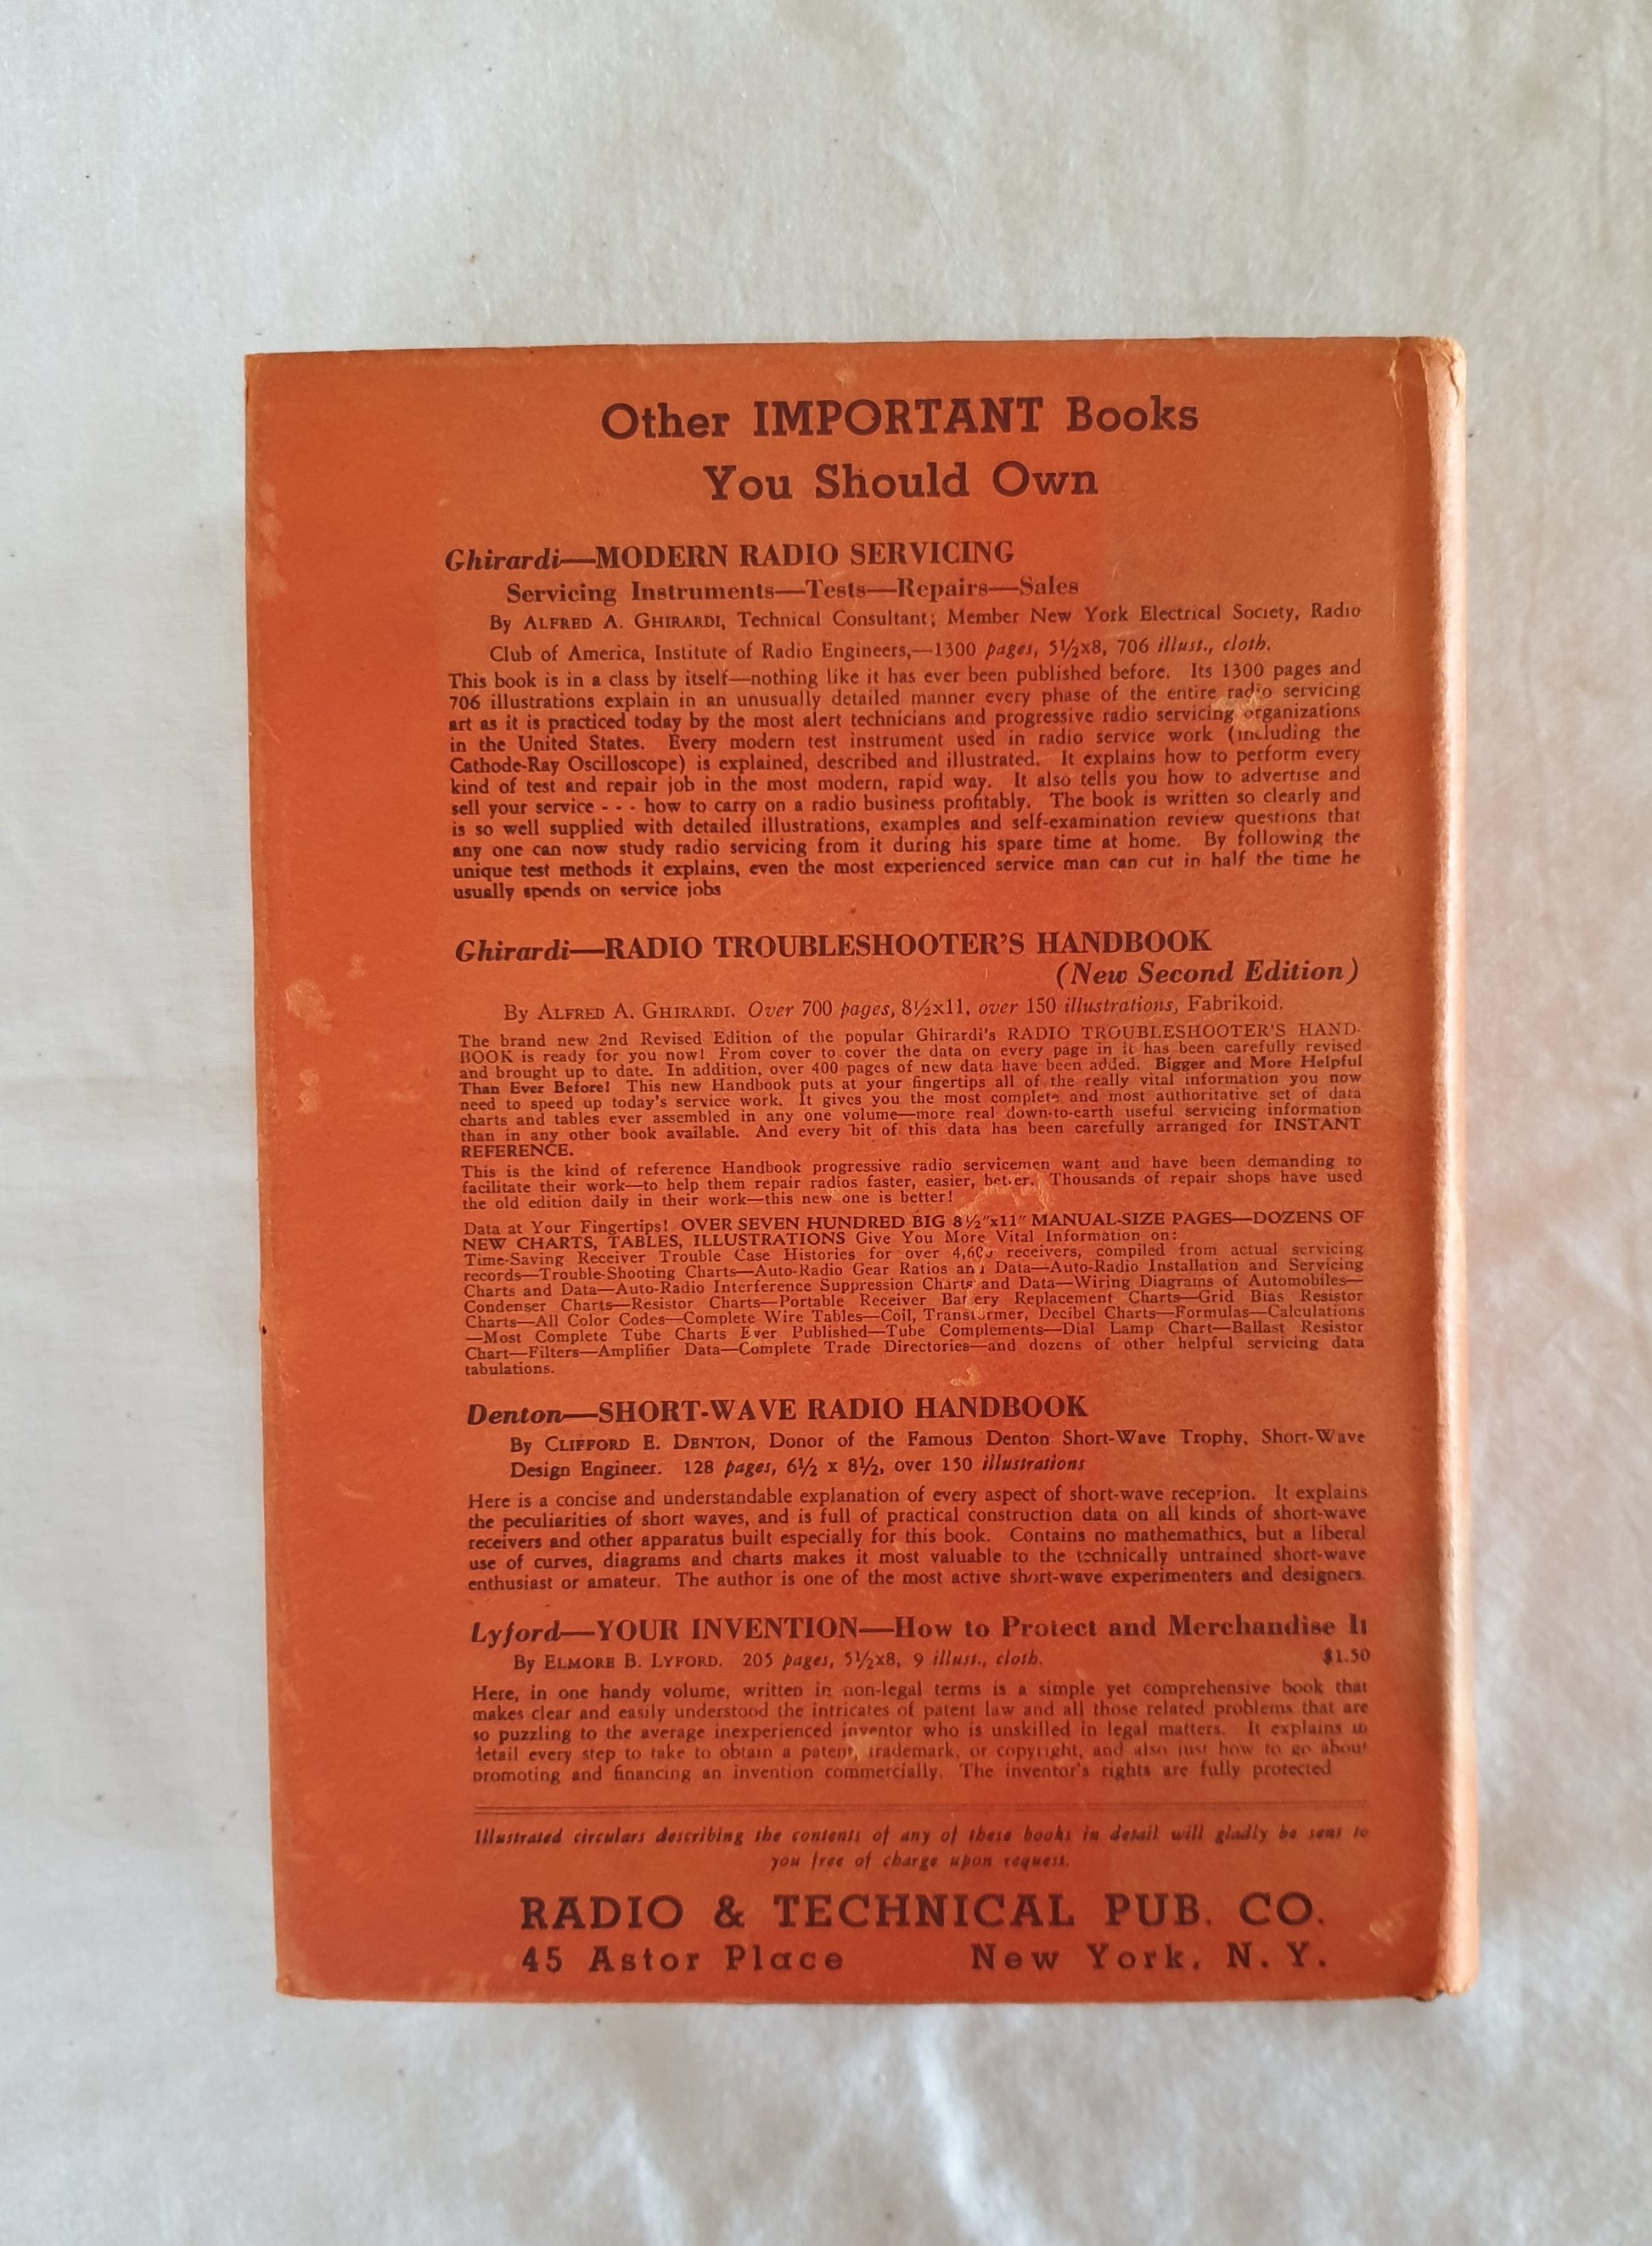 Other IMPORTANT Books
You Should Own
Ghirardi—MODERN RADIO SERVICING
Servicing Instruments—Tests—Repairs—Sales
By ALFRED A. GHIRARDI, Technical Consultant; Member New York Electrical Society, Radio
Club of America, Institute of Radio Engineers,—1300 pages, 5½x8, 706 illust., cloth.
This book is in a class by itself—nothing like it has ever been published before. Its 1300 pages and
706 illustrations explain in an unusually detailed manner every phase of the entire radio servicing
art as it is practiced today by the most alert technicians and progressive radio servicing organizations
in the United States. Every modern test instrument used in radio service work (including the
Cathode-Ray Oscilloscope) is explained, described and illustrated. It explains how to perform every
kind of test and repair job in the most modern, rapid way. It also tells you how to advertise and
sell your service - - - how to carry on a radio business profitably. The book is written so clearly and
is so well supplied with detailed illustrations, examples and self-examination review questions that
any one can now study radio servicing from it during his spare time at home. By following the
unique test methods it explains, even the most experienced service man can cut in half the time he
usually spends on service jobs
Ghirardi—RADIO TROUBLESHOOTER'S HANDBOOK
(New Second Edition)
By ALFRED A. GHIRARDI. Over 700 pages, 8½x11, over 150 illustrations, Fabrikoid.
The brand new 2nd Revised Edition of the popular Ghirardi's RADIO TROUBLESHOOTER'S HAND-
BOOK is ready for you now! From cover to cover the data on every page in it has been carefully revised
and brought up to date. In addition, over 400 pages of new data have been added. Bigger and More Helpful
Than Ever Before! This new Handbook puts at your fingertips all of the really vital information you now
need to speed up today's service work. It gives you the most complete and most authoritative set of data
charts and tables ever assembled in any one volume—more real down-to-earth useful servicing information
than in any other book available. And every bit of this data has been carefully arranged for INSTANT
REFERENCE.
This is the kind of reference Handbook progressive radio servicemen want and have been demanding to
facilitate their work—to help them repair radios faster, easier, better. Thousands of repair shops have used
the old edition daily in their work—this new one is better!
Data at Your Fingertips! OVER SEVEN HUNDRED BIG 8½"x11" MANUAL-SIZE PAGES—DOZENS OF
NEW CHARTS, TABLES, ILLUSTRATIONS Give You More Vital Information on:
Time-Saving Receiver Trouble Case Histories for over 4,600 receivers, compiled from actual servicing
records—Trouble-Shooting Charts—Auto-Radio Gear Ratios and Data—Auto-Radio Installation and Servicing
Charts and Data—Auto-Radio Interference Suppression Charts and Data—Wiring Diagrams of Automobiles—
Condenser Charts—Resistor Charts—Portable Receiver Battery Replacement Charts—Grid Bias Resistor
Charts—All Color Codes—Complete Wire Tables—Coil, Transformer, Decibel Charts—Formulas—Calculations
—Most Complete Tube Charts Ever Published—Tube Complements—Dial Lamp Chart—Ballast Resistor
Chart—Filters—Amplifier Data—Complete Trade Directories—and dozens of other helpful servicing data
tabulations.
Denton—SHORT-WAVE RADIO HANDBOOK
By CLIFFORD E. DENTON, Donor of the Famous Denton Short-Wave Trophy, Short-Wave
Design Engineer. 128 pages, 6½ x 8½, over 150 illustrations
Here is a concise and understandable explanation of every aspect of short-wave reception. It explains
the peculiarities of short waves, and is full of practical construction data on all kinds of short-wave
receivers and other apparatus built especially for this book. Contains no mathemathics, but a liberal
use of curves, diagrams and charts makes it most valuable to the technically untrained short-wave
enthusiast or amateur. The author is one of the most active short-wave experimenters and designers.
Lyford—YOUR INVENTION—How to Protect and Merchandise It
By ELMORE B. LYFORD. 205 pages, 5½x8, 9 illust., cloth. $1.50
Here, in one handy volume, written in non-legal terms is a simple yet comprehensive book that
makes clear and easily understood the intricates of patent law and all those related problems that are
so puzzling to the average inexperienced inventor who is unskilled in legal matters. It explains in
detail every step to take to obtain a patent, trademark, or copyright, and also just how to go about
promoting and financing an invention commercially. The inventor's rights are fully protected
Illustrated circulars describing the contents of any of these books in detail will gladly be sent to
you free of charge upon request.
RADIO & TECHNICAL PUB. CO.
45 Astor Place New York, N. Y.